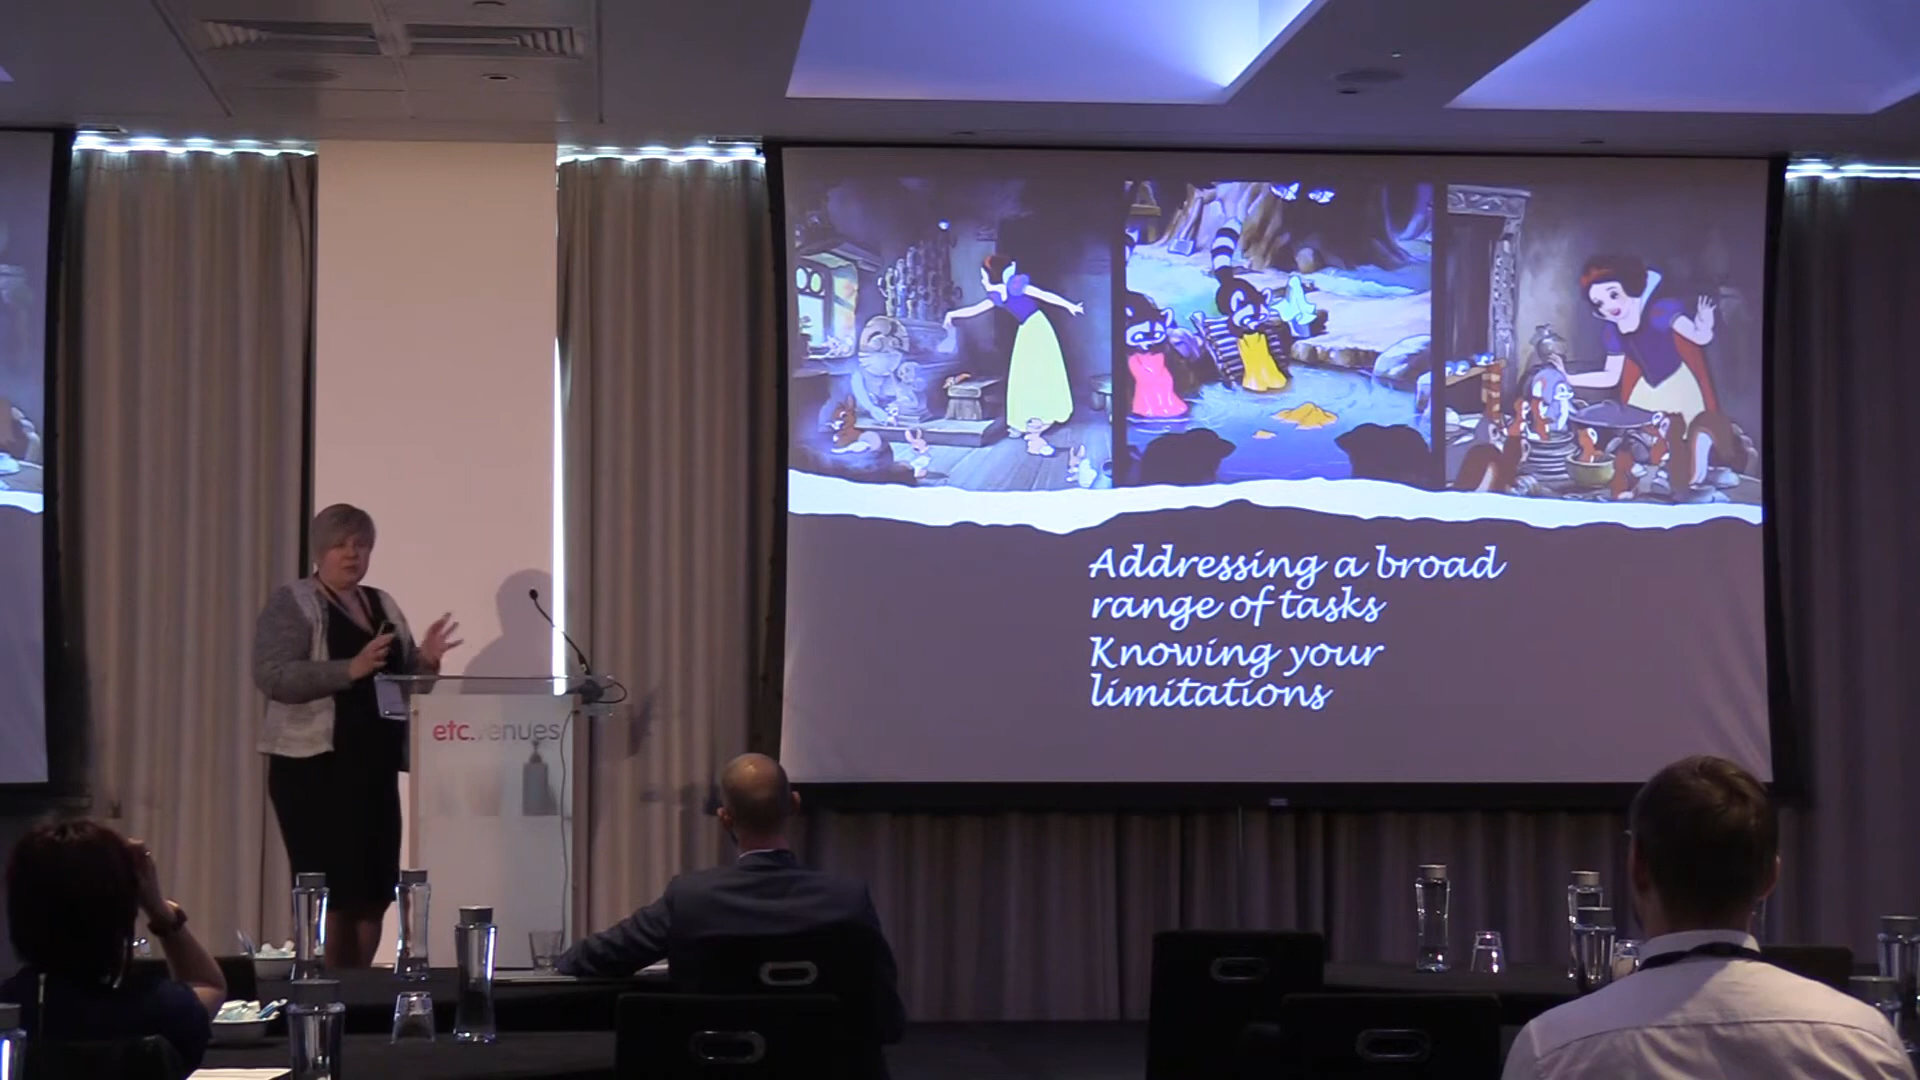 Addressing a broad
range of tasks
Knowing your
limitations
etc.venues